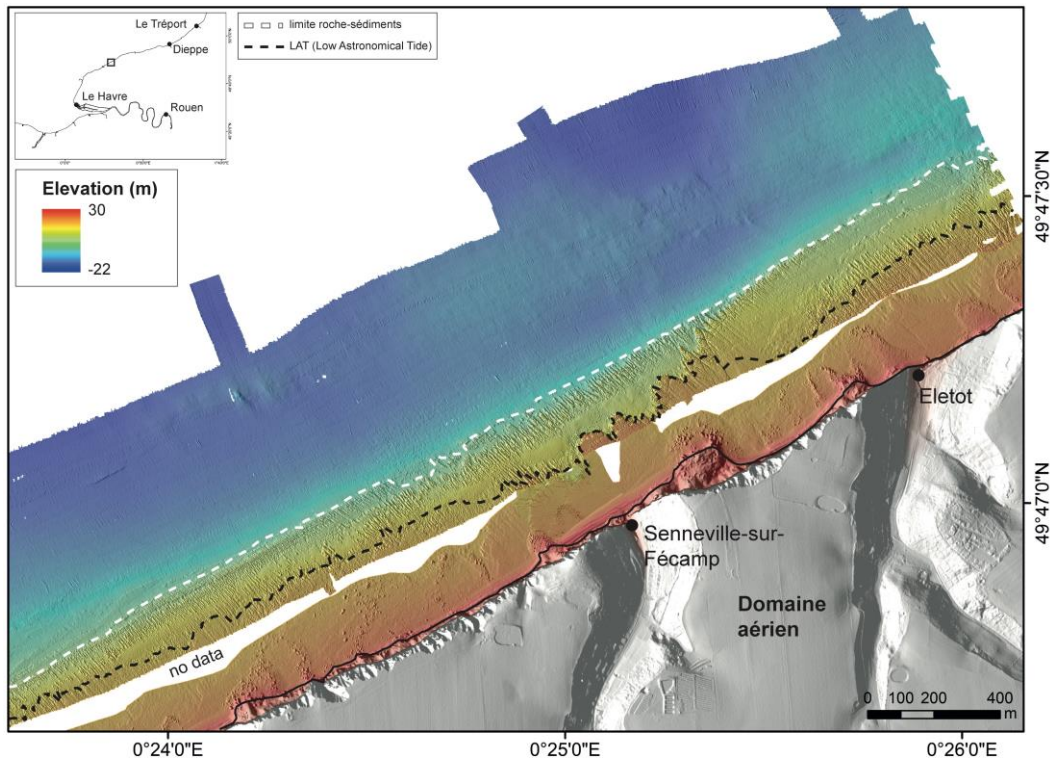 Le Tréport
Dieppe
Le Havre
Rouen
limite roche-sédiments
LAT (Low Astronomical Tide)
Elevation (m)
30
-22
49°47'30"N
Eletot
49°47'0"N
Senneville-sur-
Fécamp
Domaine
aérien
no data
0 100 200 400
m
0°24'0"E
0°25'0"E
0°26'0"E